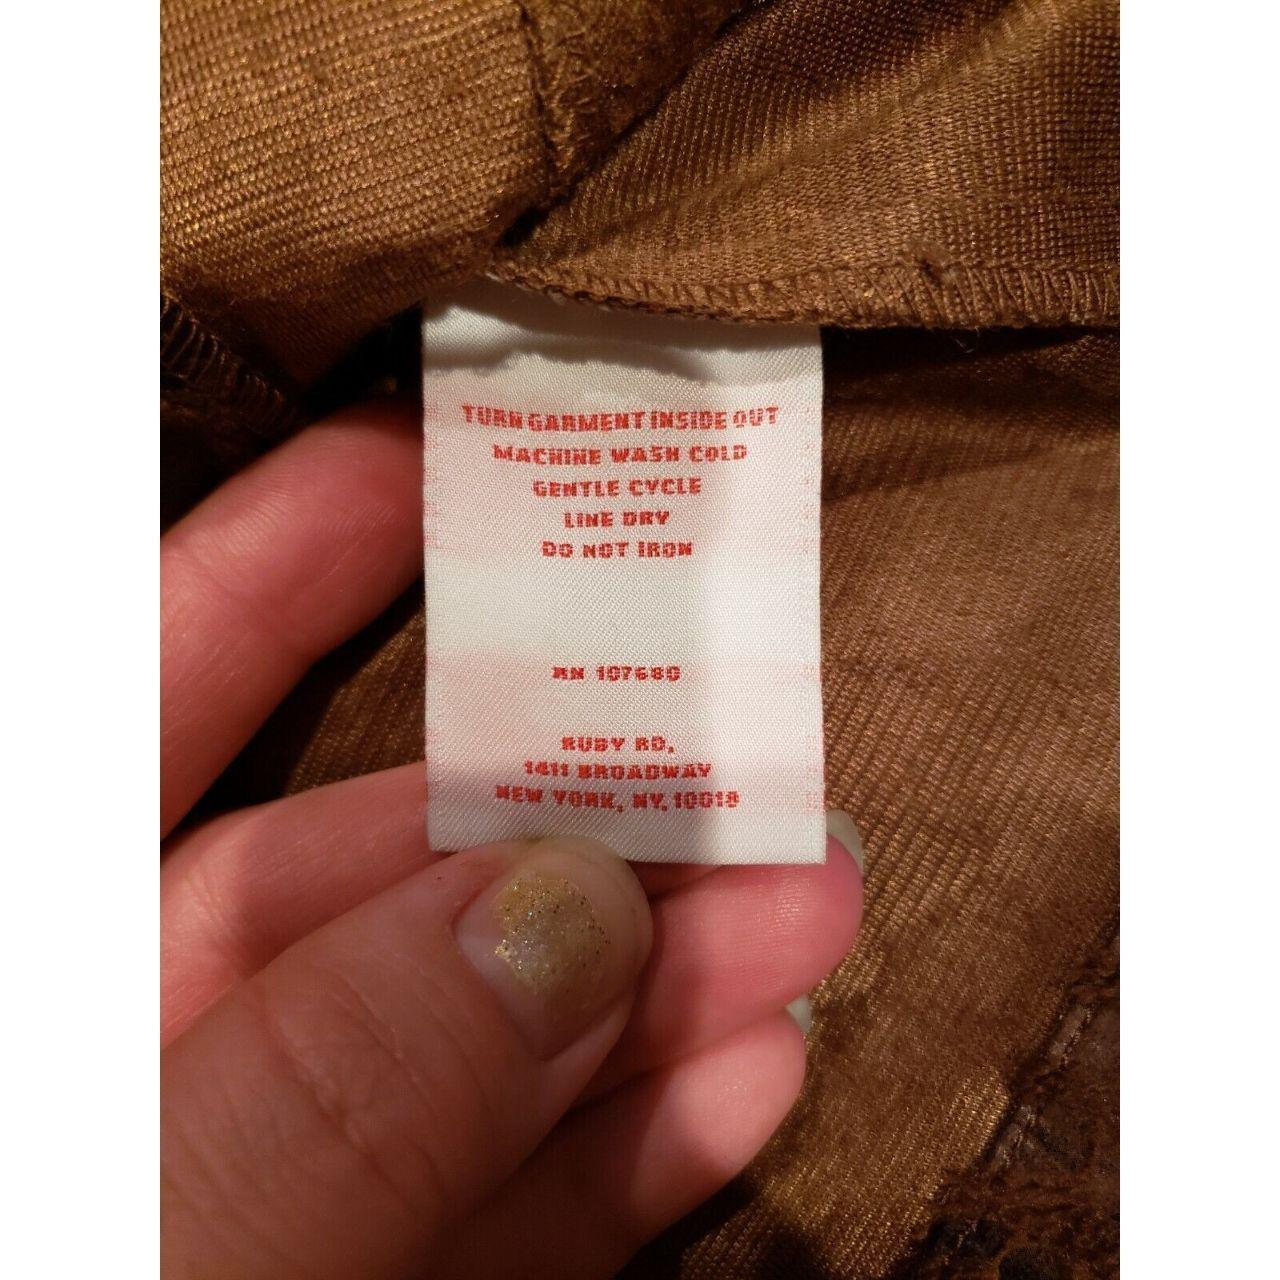 TURN GARMENT INSIDE OUT
MACHINE WASH COLD
GENTLE CYCLE
LINE DRY
DO NOT IRON
RN 107680
RUBY RD.
1411 BROADWAY
NEW YORK, NY. 10018